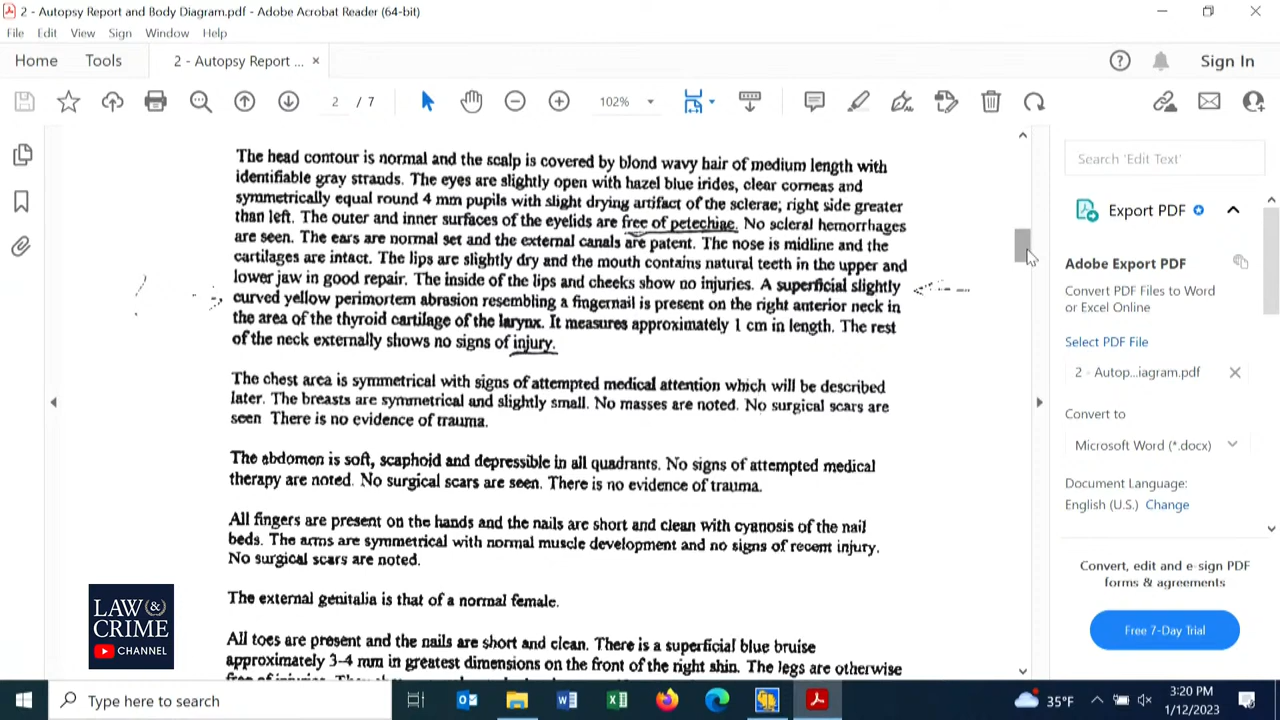 2 - Autopsy Report and Body Diagram.pdf - Adobe Acrobat Reader (64-bit)
File Edit View Sign Window Help
Home Tools 2 - Autopsy Report ... × Sign In
2 / 7 102%
The head contour is normal and the scalp is covered by blond wavy hair of medium length with
identifiable gray strands. The eyes are slightly open with hazel blue irides, clear corneas and
symmetrically equal round 4 mm pupils with slight drying artifact of the sclerae; right side greater
than left. The outer and inner surfaces of the eyelids are free of petechiae. No scleral hemorrhages
are seen. The ears are normal set and the external canals are patent. The nose is midline and the
cartilages are intact. The lips are slightly dry and the mouth contains natural teeth in the upper and
lower jaw in good repair. The inside of the lips and cheeks show no injuries. A superficial slightly
curved yellow perimortem abrasion resembling a fingernail is present on the right anterior neck in
the area of the thyroid cartilage of the larynx. It measures approximately 1 cm in length. The rest
of the neck externally shows no signs of injury.
The chest area is symmetrical with signs of attempted medical attention which will be described
later. The breasts are symmetrical and slightly small. No masses are noted. No surgical scars are
seen There is no evidence of trauma.
The abdomen is soft, scaphoid and depressible in all quadrants. No signs of attempted medical
therapy are noted. No surgical scars are seen. There is no evidence of trauma.
All fingers are present on the hands and the nails are short and clean with cyanosis of the nail
beds. The arms are symmetrical with normal muscle development and no signs of recent injury.
No surgical scars are noted.
The external genitalia is that of a normal female.
All toes are present and the nails are short and clean. There is a superficial blue bruise
approximately 3-4 mm in greatest dimensions on the front of the right shin. The legs are otherwise
Search 'Edit Text'
Export PDF
Adobe Export PDF
Convert PDF Files to Word
or Excel Online
Select PDF File
2 - Autop...iagram.pdf
Convert to
Microsoft Word (*.docx)
Document Language:
English (U.S.) Change
Convert, edit and e-sign PDF
forms & agreements
Free 7-Day Trial
LAW &
CRIME
CHANNEL
Type here to search
35°F
3:20 PM
1/12/2023